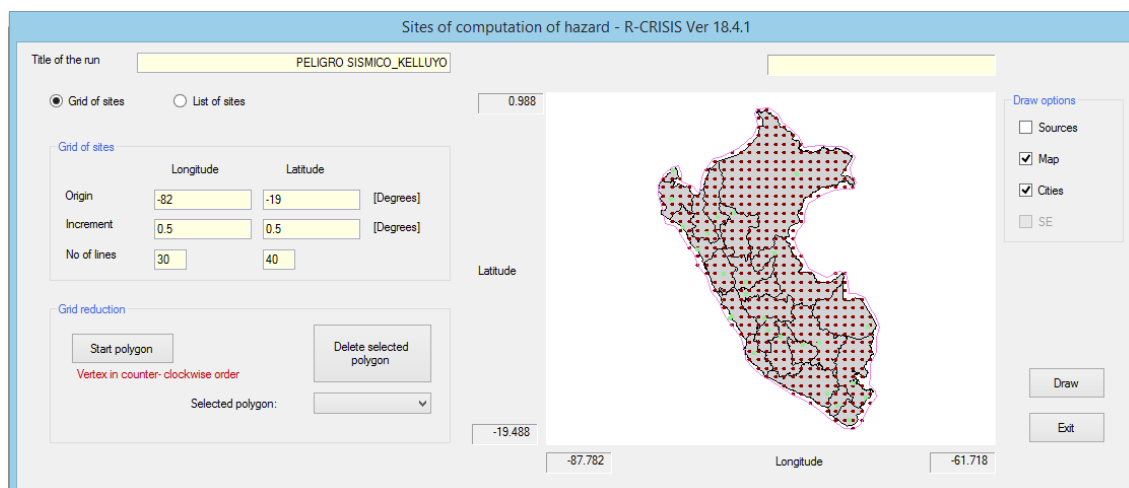 Sites of computation of hazard - R-CRISIS Ver 18.4.1
Title of the run
PELIGRO SISMICO_KELLUYO
Grid of sites
List of sites
0.988
Draw options
Sources
Map
Cities
SE
Grid of sites
Longitude Latitude
Origin -82 -19 [Degrees]
Increment 0.5 0.5 [Degrees]
No of lines 30 40
Latitude
Grid reduction
Start polygon
Delete selected
polygon
Vertex in counter- clockwise order
Selected polygon:
Draw
Exit
-19.488
-87.782 Longitude -61.718